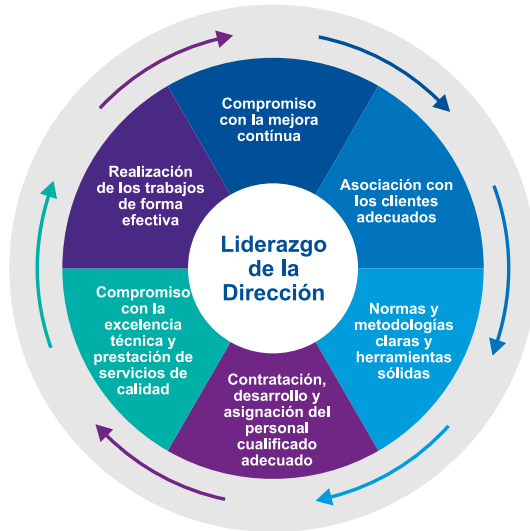 Compromiso
con la mejora
contínua
Asociación con
los clientes
adecuados
Normas y
metodologías
claras y
herramientas
sólidas
Contratación,
desarrollo y
asignación del
personal
cualificado
adecuado
Compromiso
con la
excelencia
técnica y
prestación de
servicios de
calidad
Realización
de los trabajos
de forma
efectiva
Liderazgo
de la
Dirección